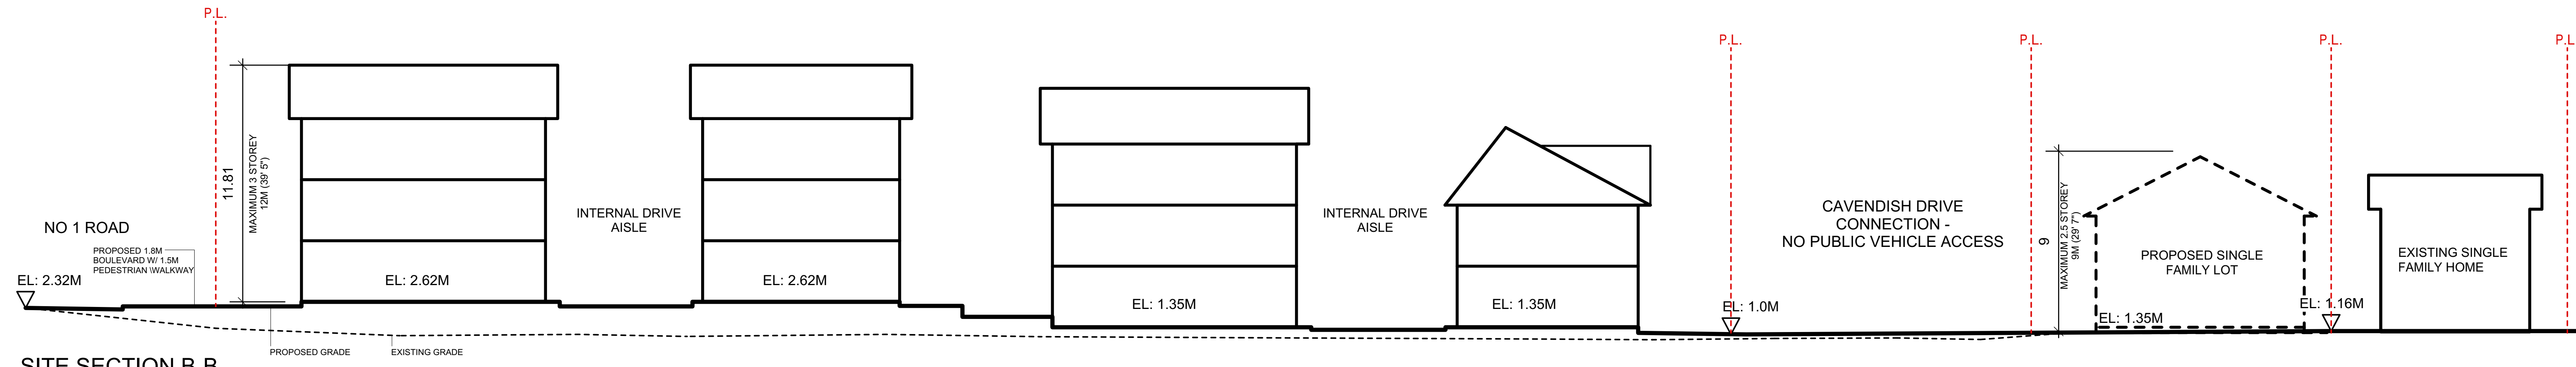 P.L.
P.L.
P.L.
P.L.
P.L.
11.81
MAXIMUM 3 STOREY
12M (39' 5")
NO 1 ROAD
PROPOSED 1.8M
BOULEVARD W/ 1.5M
PEDESTRIAN \WALKWAY
EL: 2.32M
EL: 2.62M
INTERNAL DRIVE
AISLE
EL: 2.62M
EL: 1.35M
INTERNAL DRIVE
AISLE
EL: 1.35M
EL: 1.0M
CAVENDISH DRIVE
CONNECTION -
NO PUBLIC VEHICLE ACCESS
9
MAXIMUM 2.5 STOREY
9M (29' 7")
PROPOSED SINGLE
FAMILY LOT
EL: 1.35M
EL: 1.16M
EXISTING SINGLE
FAMILY HOME
PROPOSED GRADE
EXISTING GRADE
SITE SECTION B B